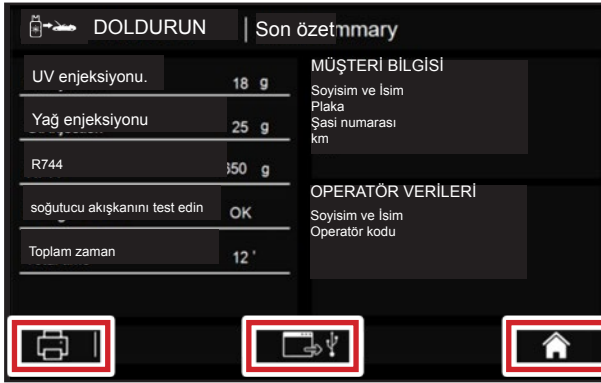 DOLDURUN | Son özetmmary
UV enjeksiyonu. 18 g
Yağ enjeksiyonu 25 g
R744 350 g
soğutucu akışkanını test edin OK
Toplam zaman 12 '
MÜŞTERİ BİLGİSİ
Soyisim ve İsim
Plaka
Şasi numarası
km
OPERATÖR VERİLERİ
Soyisim ve İsim
Operatör kodu